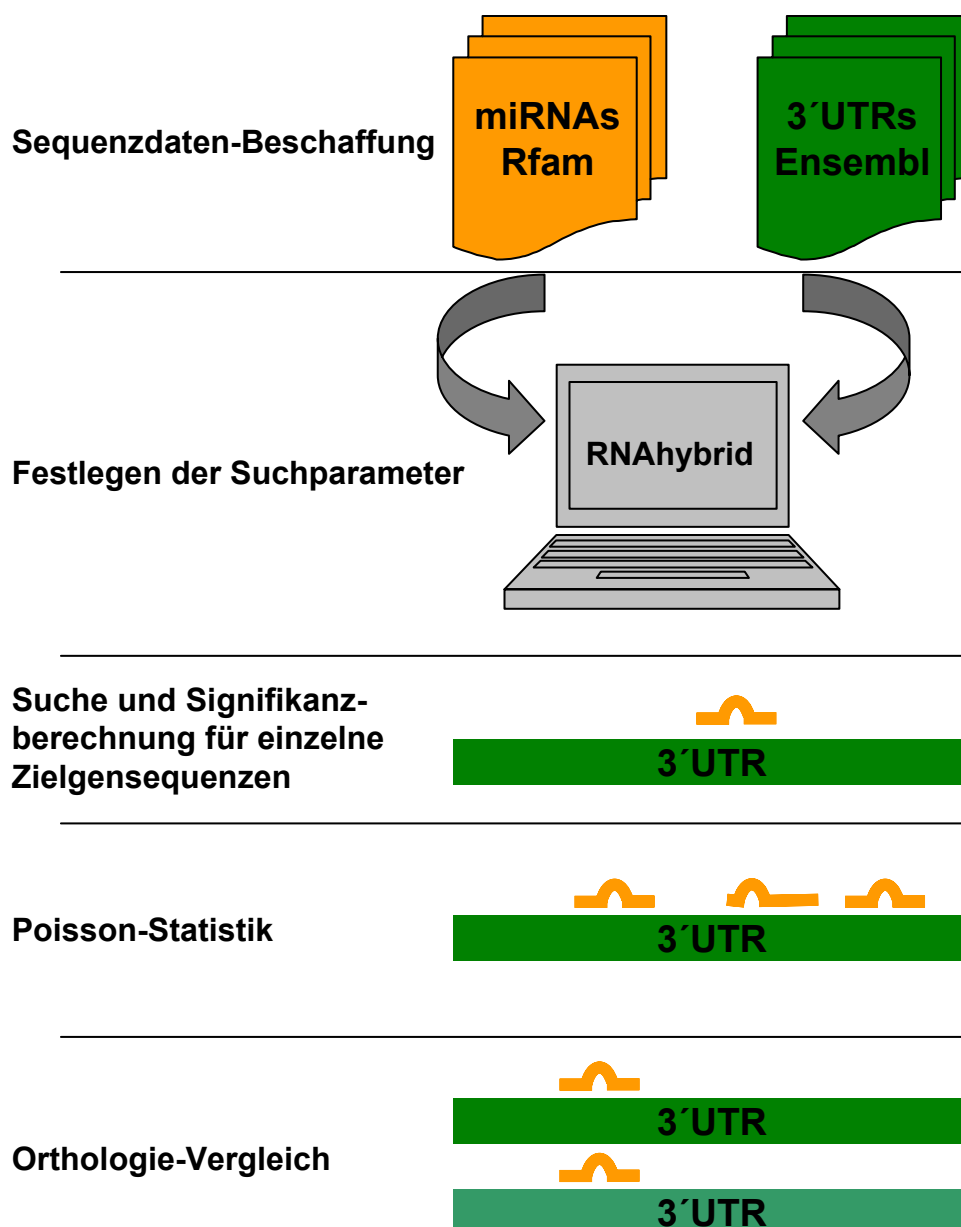 Sequenzdaten-Beschaffung
miRNAs
Rfam
3´UTRs
Ensembl
Festlegen der Suchparameter
RNAhybrid
Suche und Signifikanz-
berechnung für einzelne
Zielgensequenzen
3´UTR
Poisson-Statistik
3´UTR
Orthologie-Vergleich
3´UTR
3´UTR